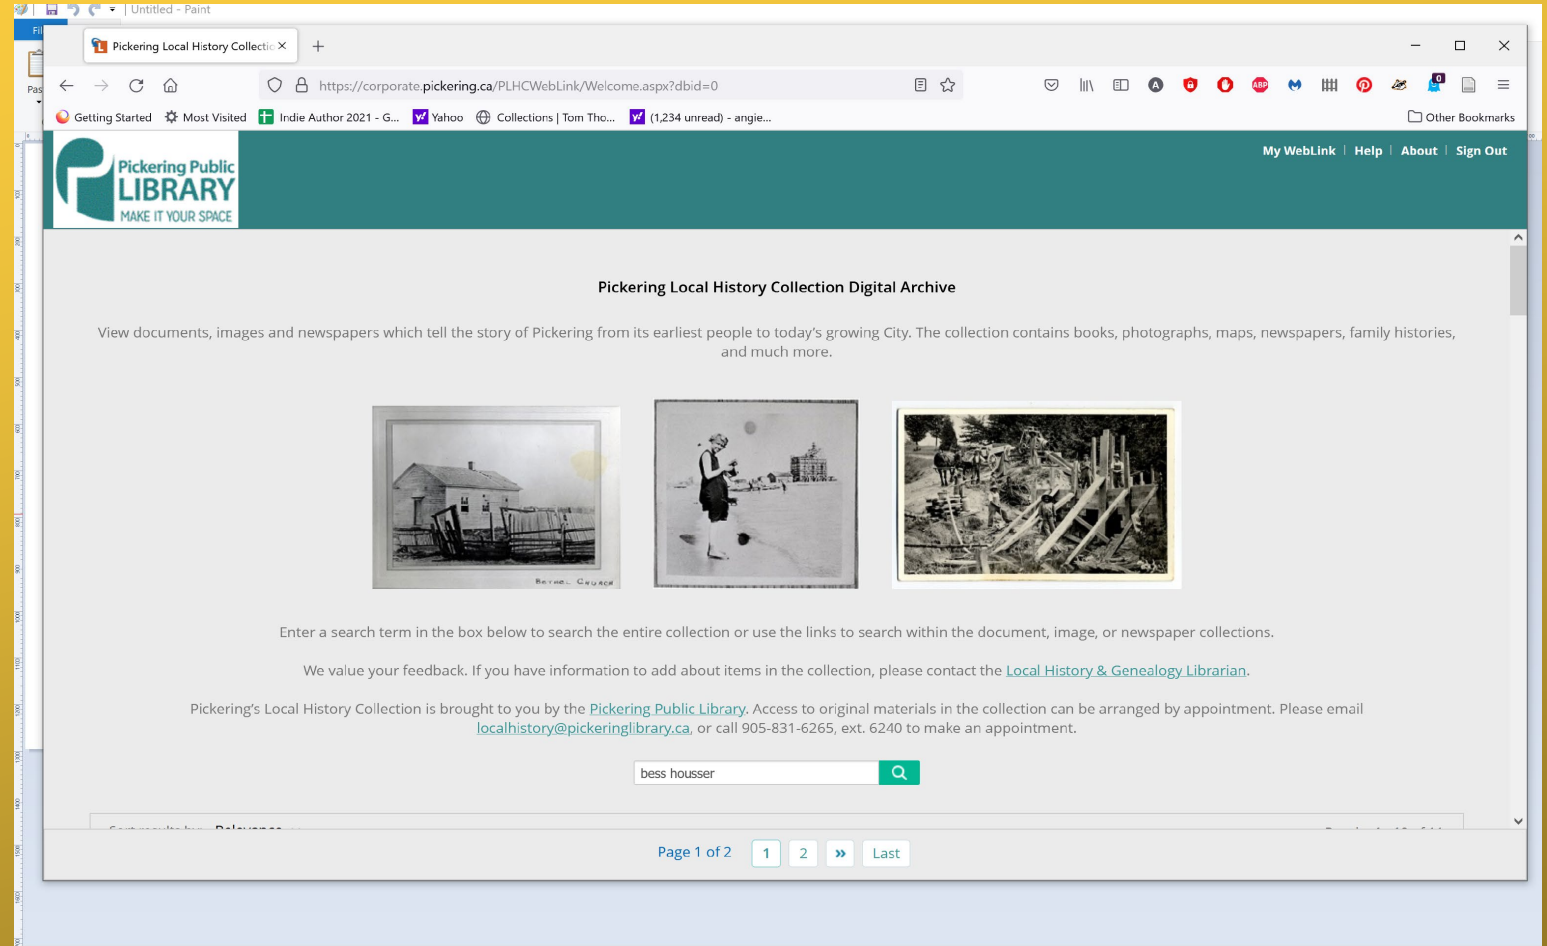 Untitled - Paint
Pickering Local History Collectio
https://corporate.pickering.ca/PLHCWebLink/Welcome.aspx?dbid=0
Getting Started Most Visited Indie Author 2021 - G... Yahoo Collections | Tom Tho... (1,234 unread) - angie... Other Bookmarks
My WebLink | Help | About | Sign Out
Pickering Public
LIBRARY
MAKE IT YOUR SPACE
Pickering Local History Collection Digital Archive
View documents, images and newspapers which tell the story of Pickering from its earliest people to today's growing City. The collection contains books, photographs, maps, newspapers, family histories,
and much more.
BETHEL CHURCH
Enter a search term in the box below to search the entire collection or use the links to search within the document, image, or newspaper collections.
We value your feedback. If you have information to add about items in the collection, please contact the Local History & Genealogy Librarian.
Pickering's Local History Collection is brought to you by the Pickering Public Library. Access to original materials in the collection can be arranged by appointment. Please email
localhistory@pickeringlibrary.ca, or call 905-831-6265, ext. 6240 to make an appointment.
bess housser
Sort results by: Relevance
Page 1 of 2 1 2 » Last